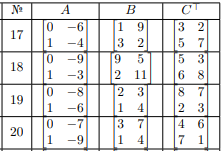 № A B C⊤
17 [0 −6] [1 9] [3 2]
[1 −4] [3 2] [5 7]
18 [0 −9] [9 5] [5 3]
[1 −3] [2 11] [6 8]
19 [0 −8] [2 3] [8 7]
[1 −6] [1 4] [2 3]
20 [0 −7] [3 7] [4 6]
[1 −9] [1 4] [7 1]